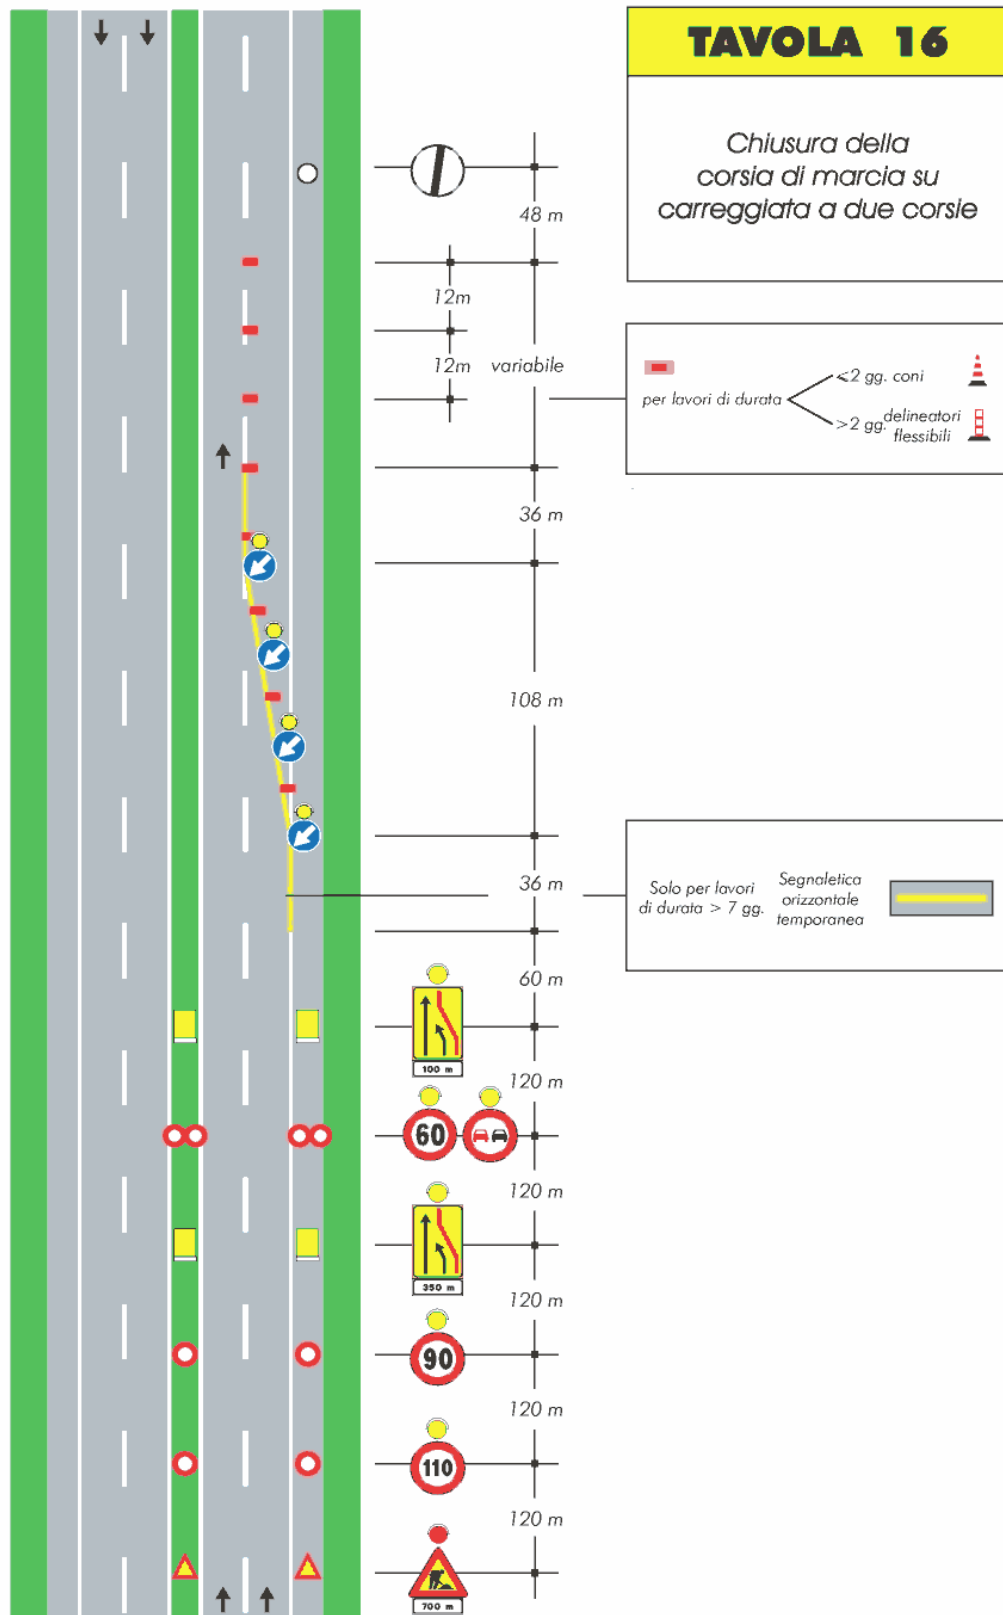 TAVOLA 16
Chiusura della
corsia di marcia su
carreggiata a due corsie
48 m
12m
12m
variabile
per lavori di durata
<2 gg. coni
>2 gg. delineatori
flessibili
36 m
108 m
36 m
Solo per lavori
di durata > 7 gg.
Segnaletica
orizzontale
temporanea
60 m
100 m
120 m
60
120 m
350 m
120 m
90
120 m
110
120 m
700 m